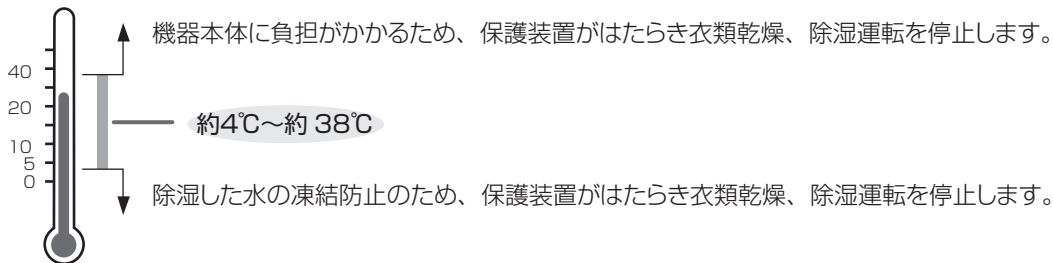 機器本体に負担がかかるため、保護装置がはたらき衣類乾燥、除湿運転を停止します。
40
20
約4℃～約 38℃
10
5
0
除湿した水の凍結防止のため、保護装置がはたらき衣類乾燥、除湿運転を停止します。